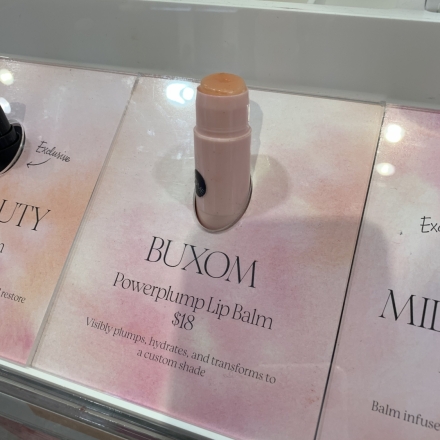 Exclusive
UTY
restore
BUXOM
Powerplump Lip Balm
$18
Visibly plumps, hydrates, and transforms to
a custom shade
MIL
Balm infuse